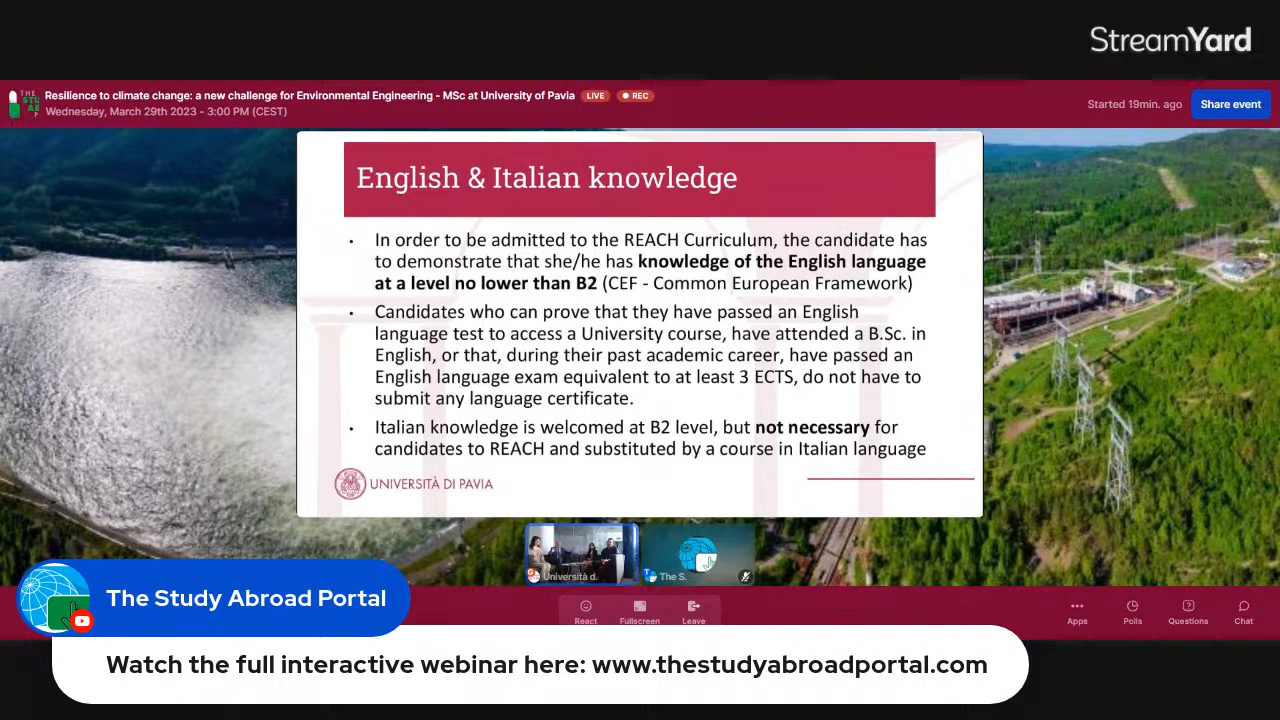 StreamYard
Resilience to climate change: a new challenge for Environmental Engineering - MSc at University of Pavia LIVE REC
Wednesday, March 29th 2023 - 3:00 PM (CEST)
Started 19min. ago
Share event
English & Italian knowledge
• In order to be admitted to the REACH Curriculum, the candidate has
to demonstrate that she/he has knowledge of the English language
at a level no lower than B2 (CEF - Common European Framework)
• Candidates who can prove that they have passed an English
language test to access a University course, have attended a B.Sc. in
English, or that, during their past academic career, have passed an
English language exam equivalent to at least 3 ECTS, do not have to
submit any language certificate.
• Italian knowledge is welcomed at B2 level, but not necessary for
candidates to REACH and substituted by a course in Italian language
UNIVERSITÀ DI PAVIA
Università d.
The S.
React
Fullscreen
Leave
Apps
Polls
Questions
Chat
The Study Abroad Portal
Watch the full interactive webinar here: www.thestudyabroadportal.com